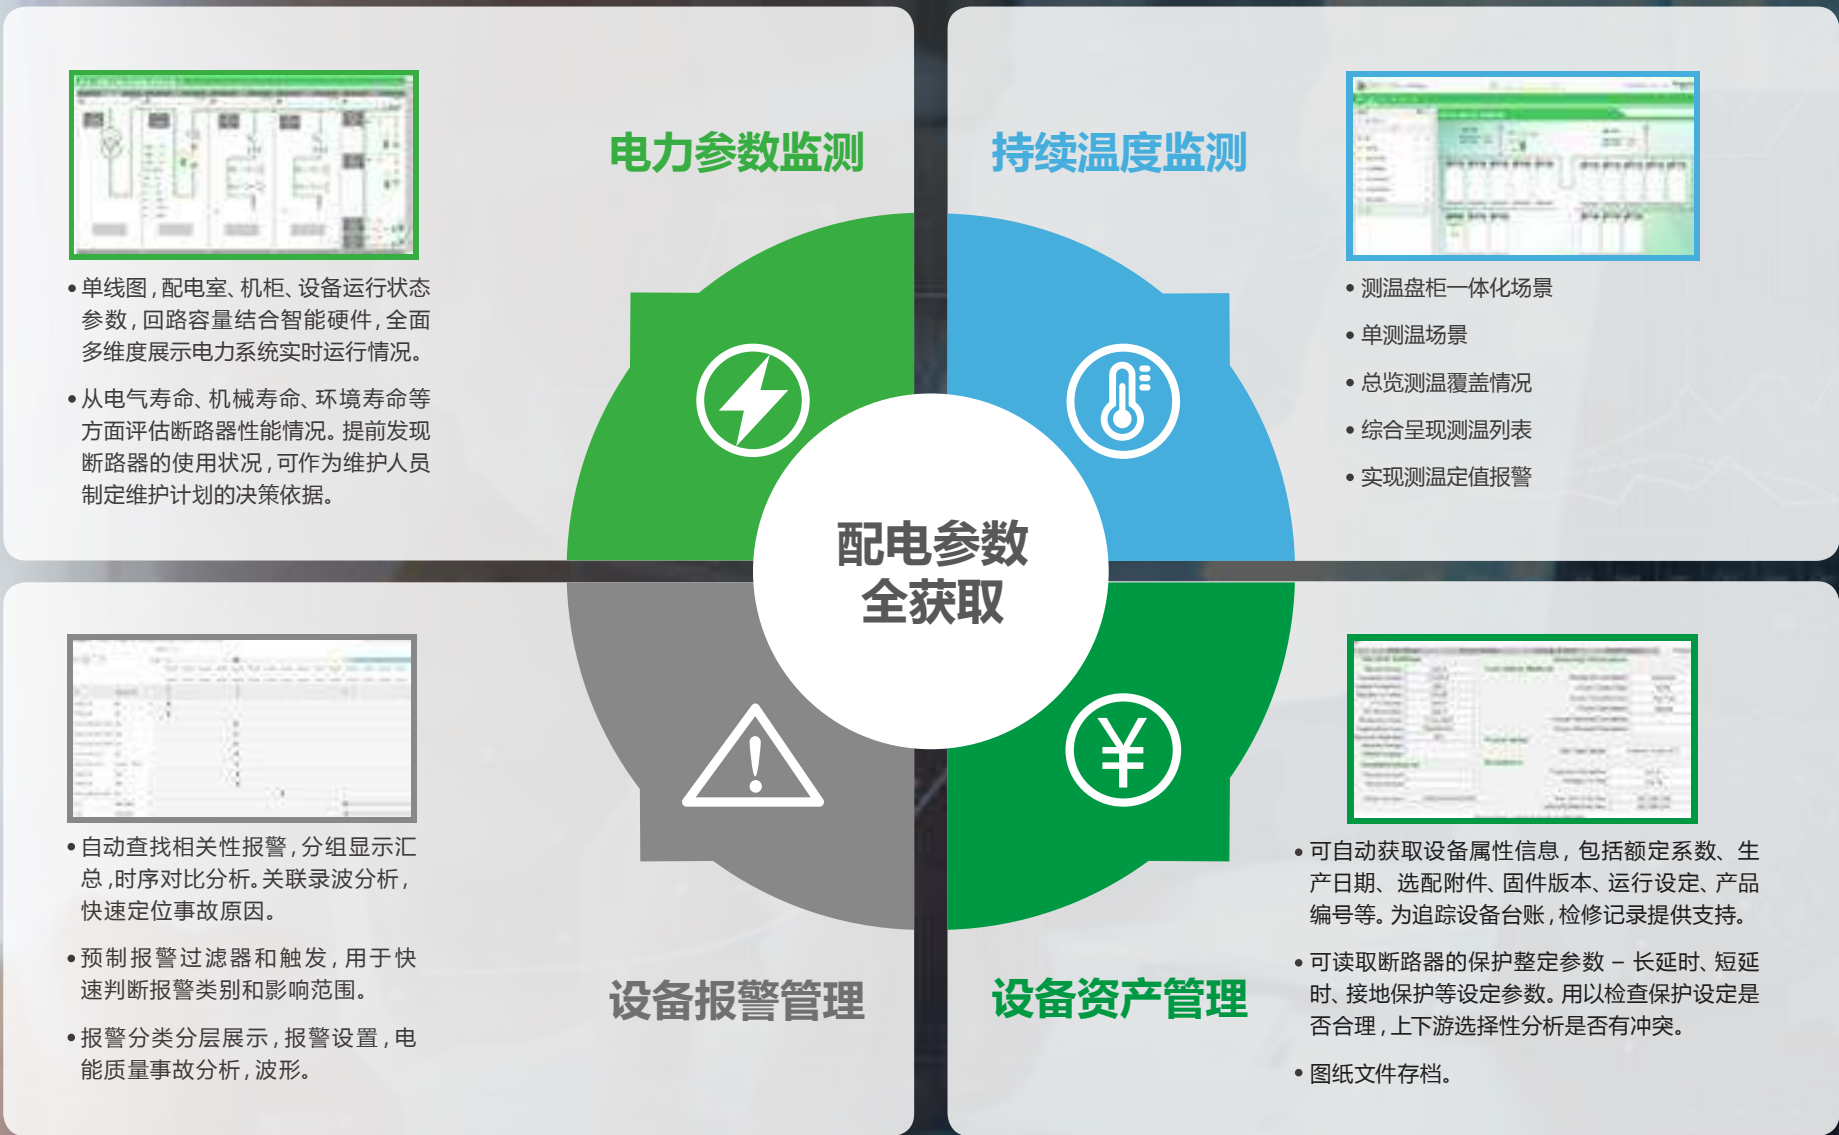 电力参数监测
• 单线图,配电室、机柜、设备运行状态
参数,回路容量结合智能硬件,全面
多维度展示电力系统实时运行情况。
• 从电气寿命、机械寿命、环境寿命等
方面评估断路器性能情况。提前发现
断路器的使用状况,可作为维护人员
制定维护计划的决策依据。
持续温度监测
• 测温盘柜一体化场景
• 单测温场景
• 总览测温覆盖情况
• 综合呈现测温列表
• 实现测温定值报警
配电参数
全获取
• 自动查找相关性报警,分组显示汇
总,时序对比分析。关联录波分析,
快速定位事故原因。
• 预制报警过滤器和触发,用于快
速判断报警类别和影响范围。
• 报警分类分层展示,报警设置,电
能质量事故分析,波形。
设备报警管理
设备资产管理
• 可自动获取设备属性信息,包括额定系数、生
产日期、选配附件、固件版本、运行设定、产品
编号等。为追踪设备台账,检修记录提供支持。
• 可读取断路器的保护整定参数 – 长延时、短延
时、接地保护等设定参数。用以检查保护设定是
否合理,上下游选择性分析是否有冲突。
• 图纸文件存档。